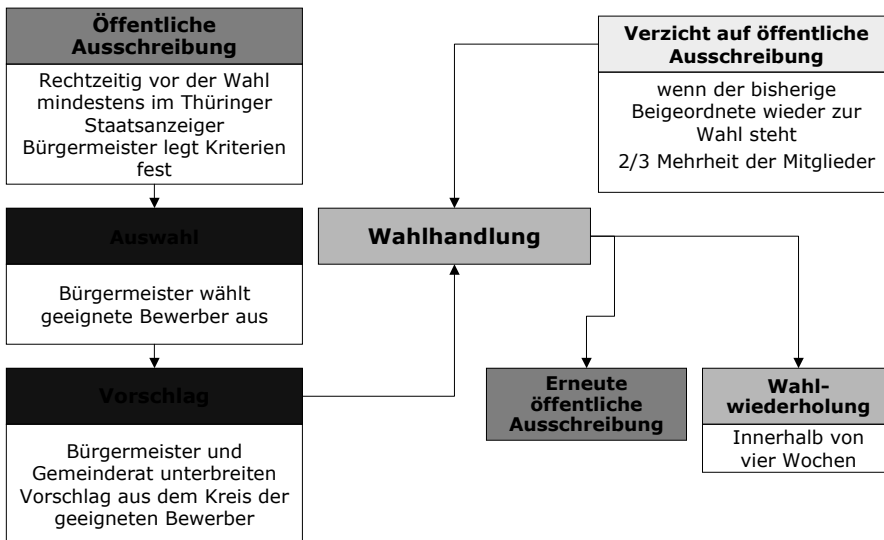 Öffentliche
Ausschreibung
Rechtzeitig vor der Wahl
mindestens im Thüringer
Staatsanzeiger
Bürgermeister legt Kriterien
fest
Auswahl
Bürgermeister wählt
geeignete Bewerber aus
Vorschlag
Bürgermeister und
Gemeinderat unterbreiten
Vorschlag aus dem Kreis der
geeigneten Bewerber
Verzicht auf öffentliche
Ausschreibung
wenn der bisherige
Beigeordnete wieder zur
Wahl steht
2/3 Mehrheit der Mitglieder
Wahlhandlung
Erneute
öffentliche
Ausschreibung
Wahl-
wiederholung
Innerhalb von
vier Wochen